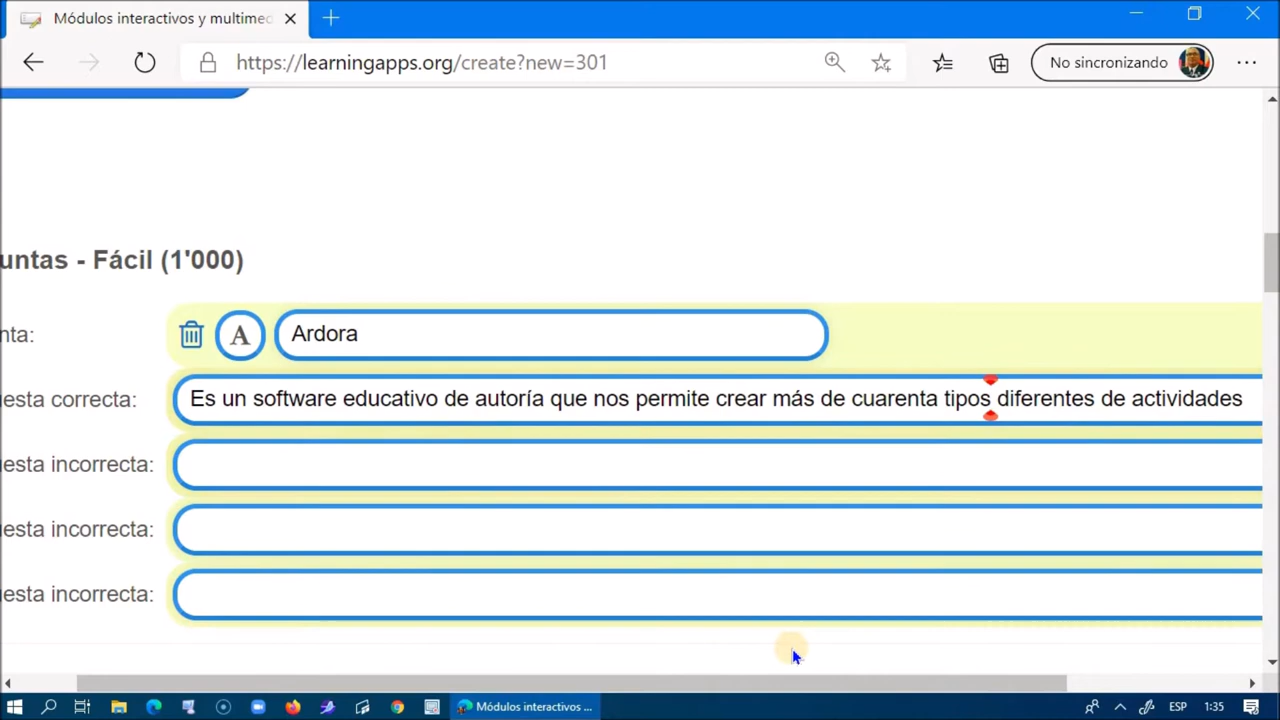 Módulos interactivos y multimed
https://learningapps.org/create?new=301
No sincronizando
untas - Fácil (1'000)
nta:
A
Ardora
esta correcta:
Es un software educativo de autoría que nos permite crear más de cuarenta tipos diferentes de actividades
esta incorrecta:
esta incorrecta:
esta incorrecta:
Módulos interactivos ...
ESP
1:35